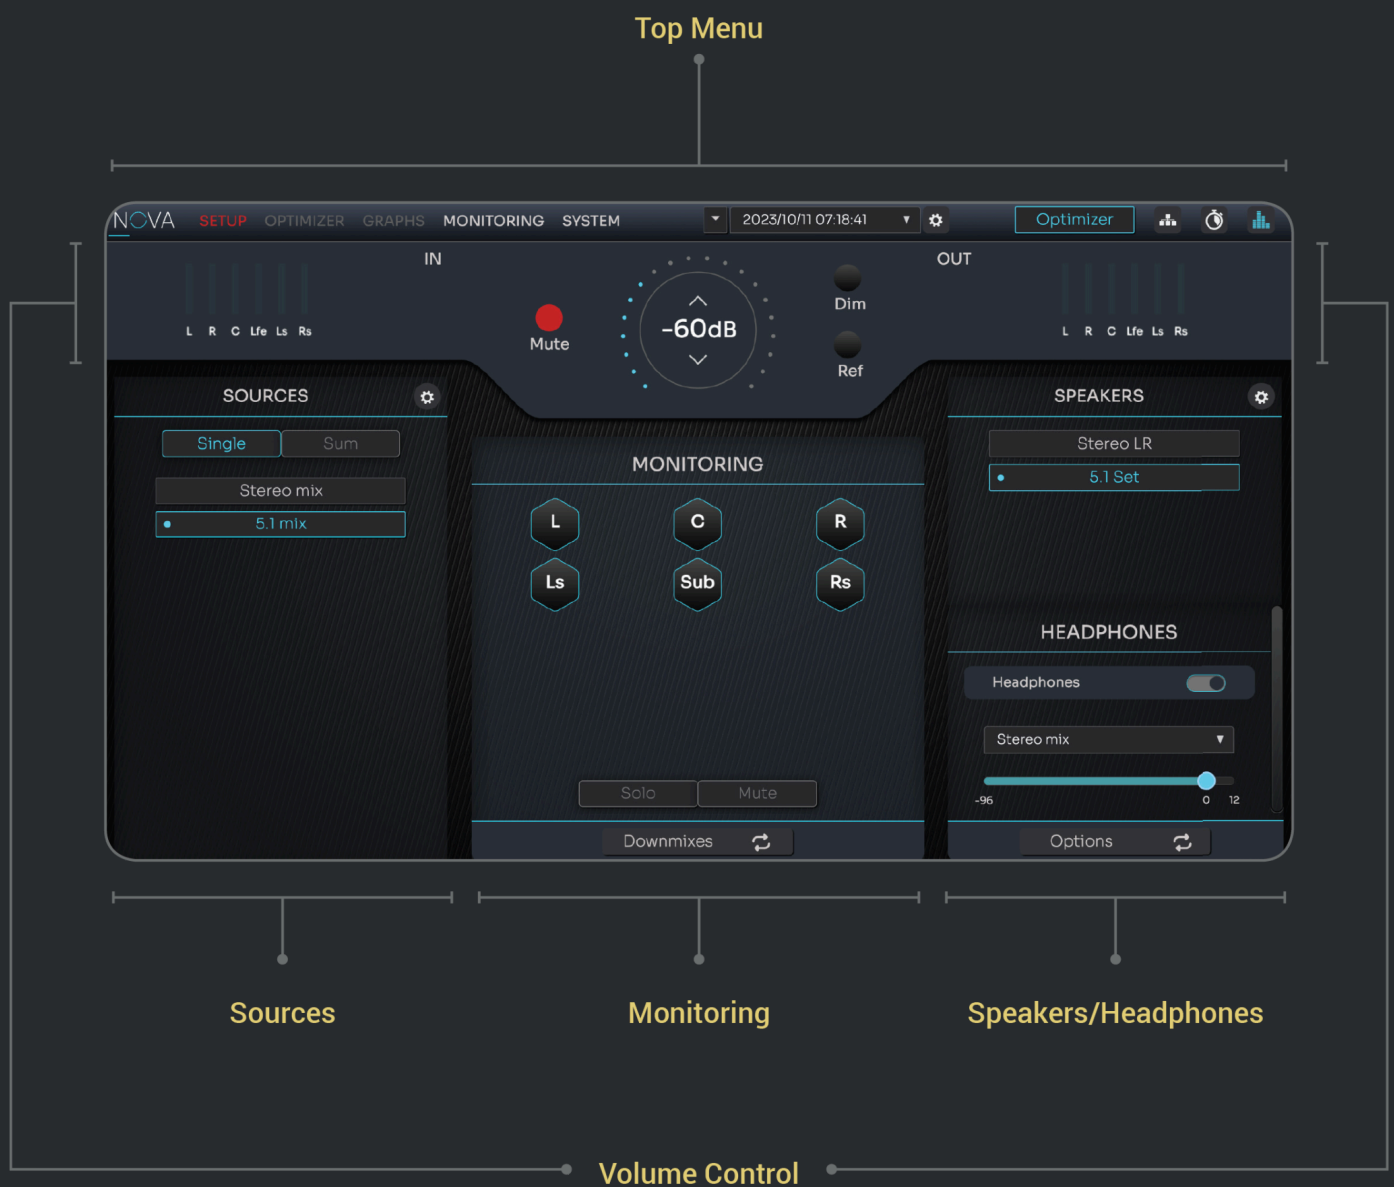 Top Menu
NOVA SETUP OPTIMIZER GRAPHS MONITORING SYSTEM 2023/10/11 07:18:41 Optimizer
IN
OUT
L R C Lfe Ls Rs
Mute
-60dB
Dim
Ref
L R C Lfe Ls Rs
SOURCES
Single Sum
Stereo mix
5.1 mix
MONITORING
L C R
Ls Sub Rs
Solo Mute
Downmixes
SPEAKERS
Stereo LR
5.1 Set
HEADPHONES
Headphones
Stereo mix
-96 0 12
Options
Sources
Monitoring
Speakers/Headphones
Volume Control